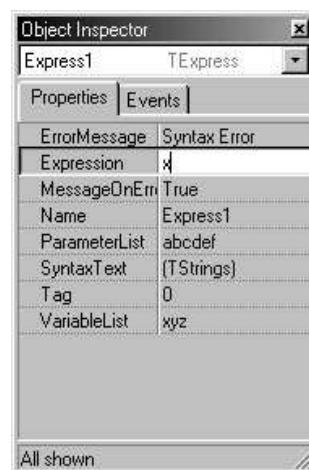 Object Inspector
Express1 TExpress
Properties Events
ErrorMessage Syntax Error
Expression x
MessageOnErr True
Name Express1
ParameterList abcdef
SyntaxText (TStrings)
Tag 0
VariableList xyz
All shown